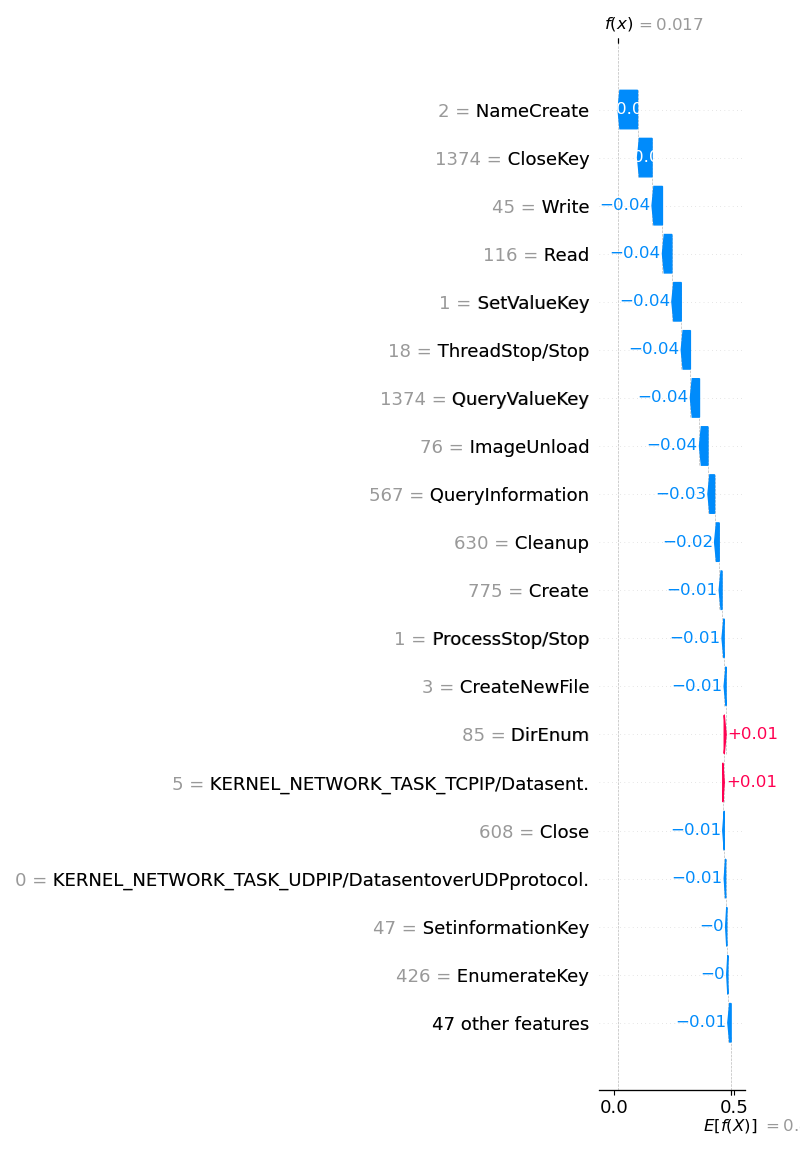 f(x) = 0.017
2 = NameCreate
1374 = CloseKey
45 = Write −0.04
116 = Read −0.04
1 = SetValueKey −0.04
18 = ThreadStop/Stop −0.04
1374 = QueryValueKey −0.04
76 = ImageUnload −0.04
567 = QueryInformation −0.03
630 = Cleanup −0.02
775 = Create −0.01
1 = ProcessStop/Stop −0.01
3 = CreateNewFile −0.01
85 = DirEnum +0.01
5 = KERNEL_NETWORK_TASK_TCPIP/Datasent. +0.01
608 = Close −0.01
0 = KERNEL_NETWORK_TASK_UDPIP/DatasentoverUDPprotocol. −0.01
47 = SetinformationKey −0
426 = EnumerateKey −0
47 other features −0.01
0.0 0.5
E[f(X)] = 0.